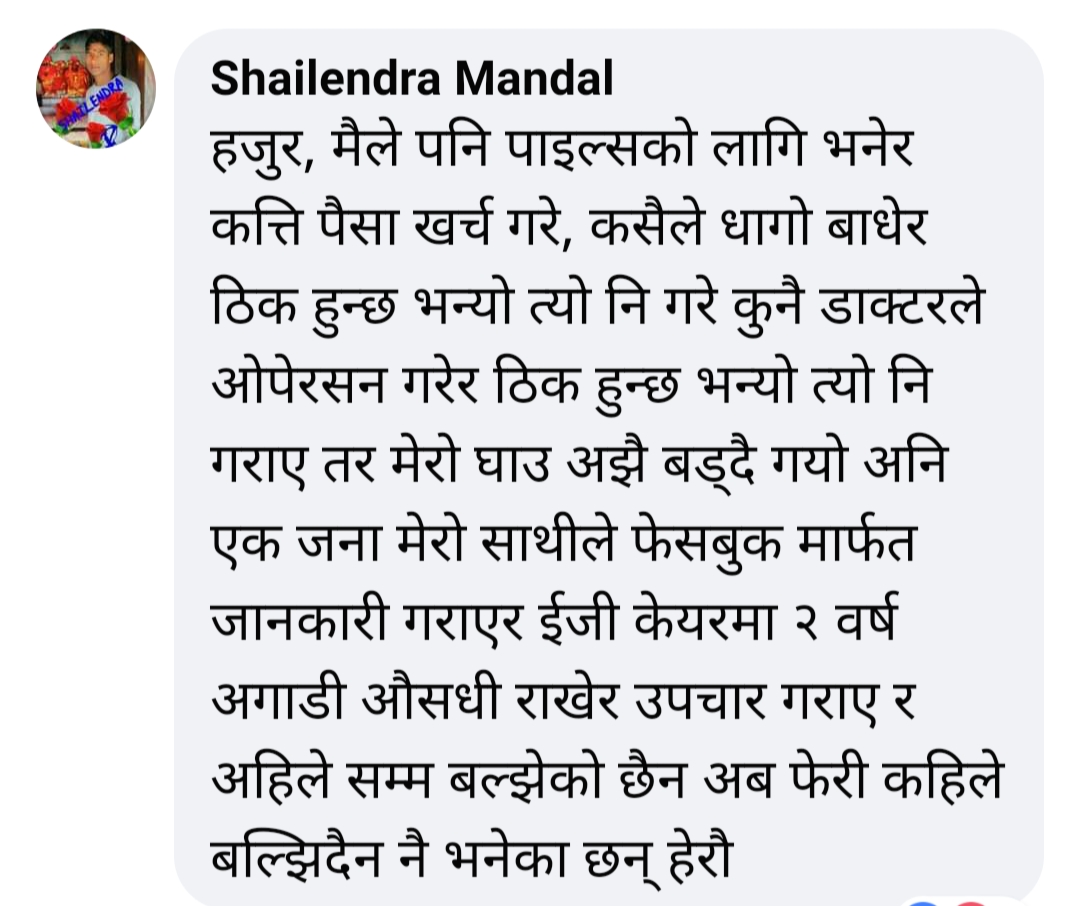 Shailendra Mandal
हजुर, मैले पनि पाइल्सको लागि भनेर
कत्ति पैसा खर्च गरे, कसैले धागो बाधेर
ठिक हुन्छ भन्यो त्यो नि गरे कुनै डाक्टरले
ओपेरसन गरेर ठिक हुन्छ भन्यो त्यो नि
गराए तर मेरो घाउ अझै बड्दै गयो अनि
एक जना मेरो साथीले फेसबुक मार्फत
जानकारी गराएर ईजी केयरमा २ वर्ष
अगाडी औसधी राखेर उपचार गराए र
अहिले सम्म बल्झेको छैन अब फेरी कहिले
बल्झिदैन नै भनेका छन् हेरौ
SHAILENDRA